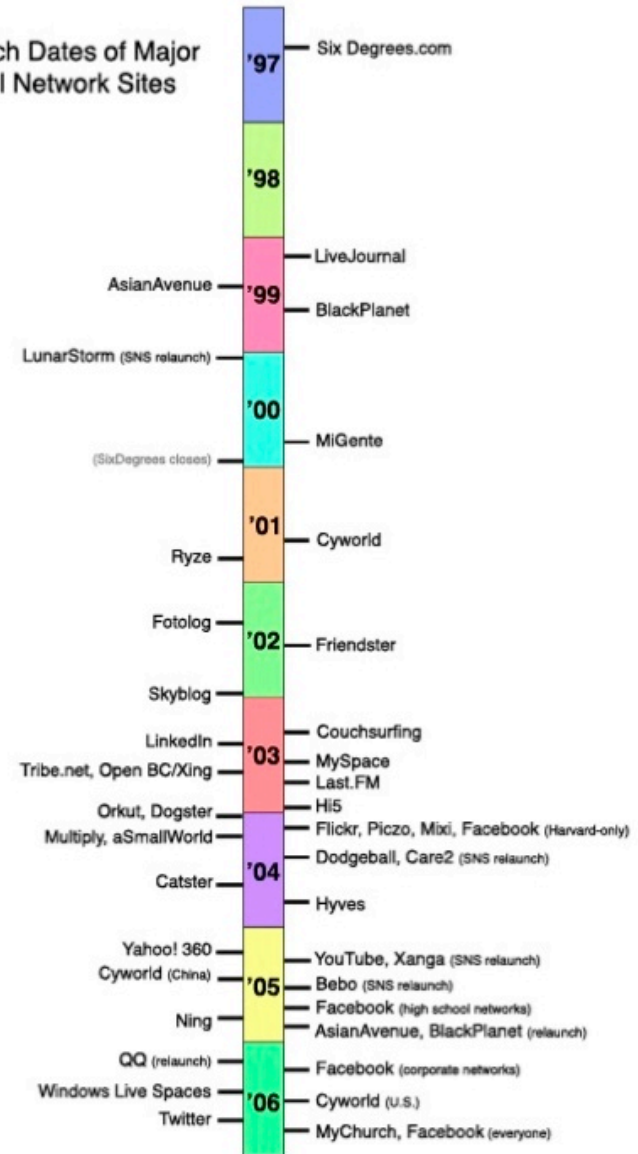 ch Dates of Major
l Network Sites
'97
Six Degrees.com
'98
LiveJournal
AsianAvenue
'99
BlackPlanet
LunarStorm (SNS relaunch)
'00
MiGente
(SixDegrees closes)
'01
Cyworld
Ryze
Fotolog
'02
Friendster
Skyblog
Couchsurfing
LinkedIn
'03
MySpace
Tribe.net, Open BC/Xing
Last.FM
Hi5
Orkut, Dogster
Flickr, Piczo, Mixi, Facebook (Harvard-only)
Multiply, aSmallWorld
Dodgeball, Care2 (SNS relaunch)
'04
Catster
Hyves
Yahoo! 360
YouTube, Xanga (SNS relaunch)
Cyworld (China)
'05
Bebo (SNS relaunch)
Facebook (high school networks)
Ning
AsianAvenue, BlackPlanet (relaunch)
QQ (relaunch)
Facebook (corporate networks)
Windows Live Spaces
'06
Cyworld (U.S.)
Twitter
MyChurch, Facebook (everyone)